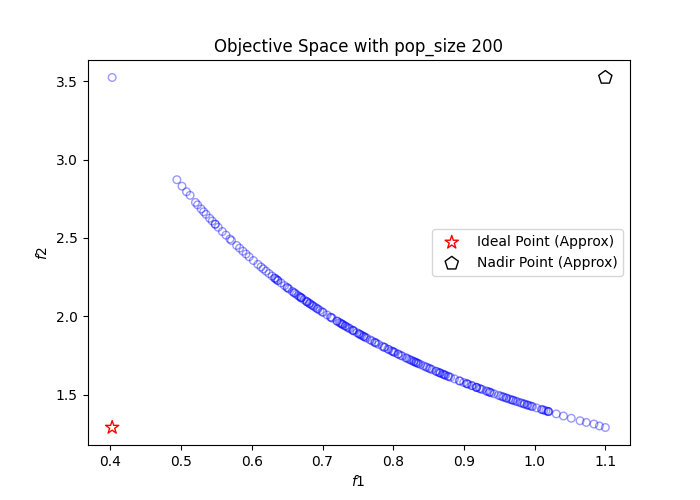 Objective Space with pop_size 200
f2
3.5
3.0
2.5
2.0
1.5
Ideal Point (Approx)
Nadir Point (Approx)
0.4 0.5 0.6 0.7 0.8 0.9 1.0 1.1
f1